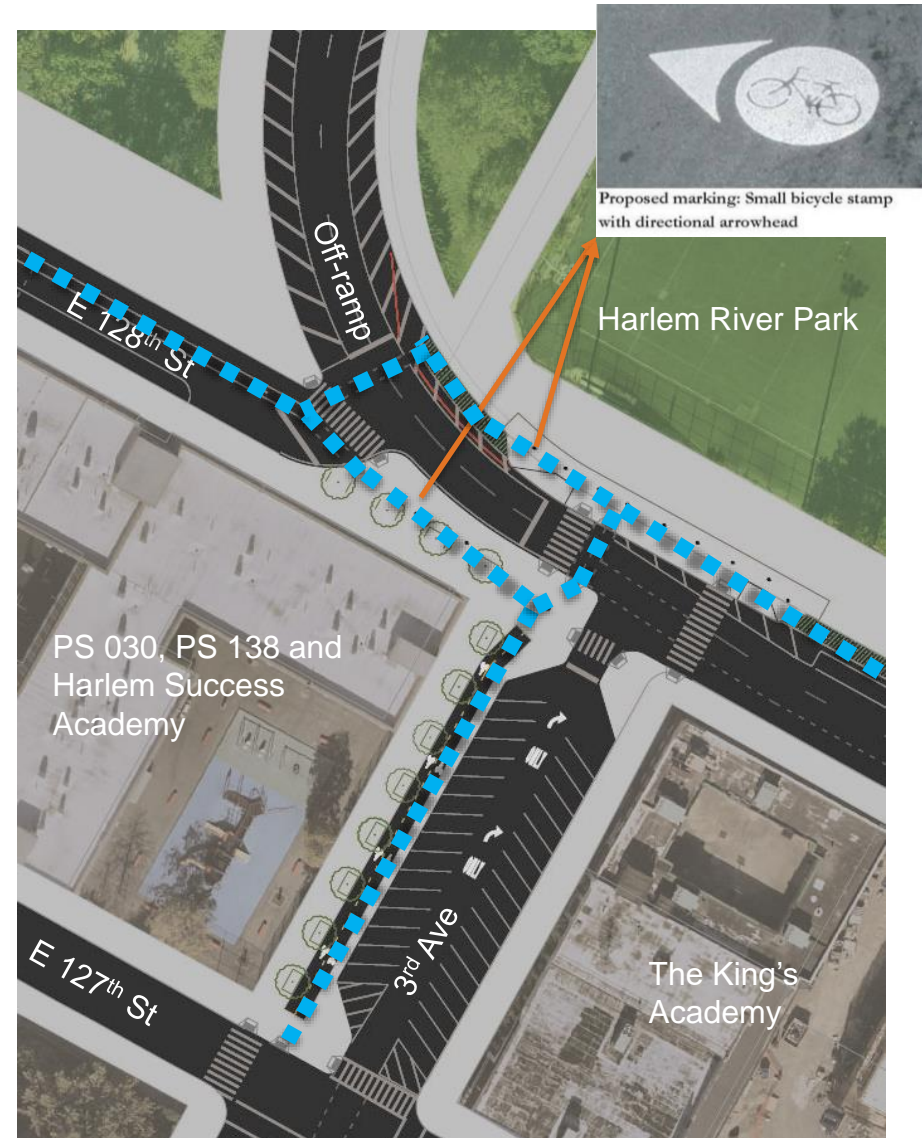 Proposed marking: Small bicycle stamp
with directional arrowhead
Off-ramp
Harlem River Park
E 128th St
PS 030, PS 138 and
Harlem Success
Academy
3rd Ave
E 127th St
The King's
Academy